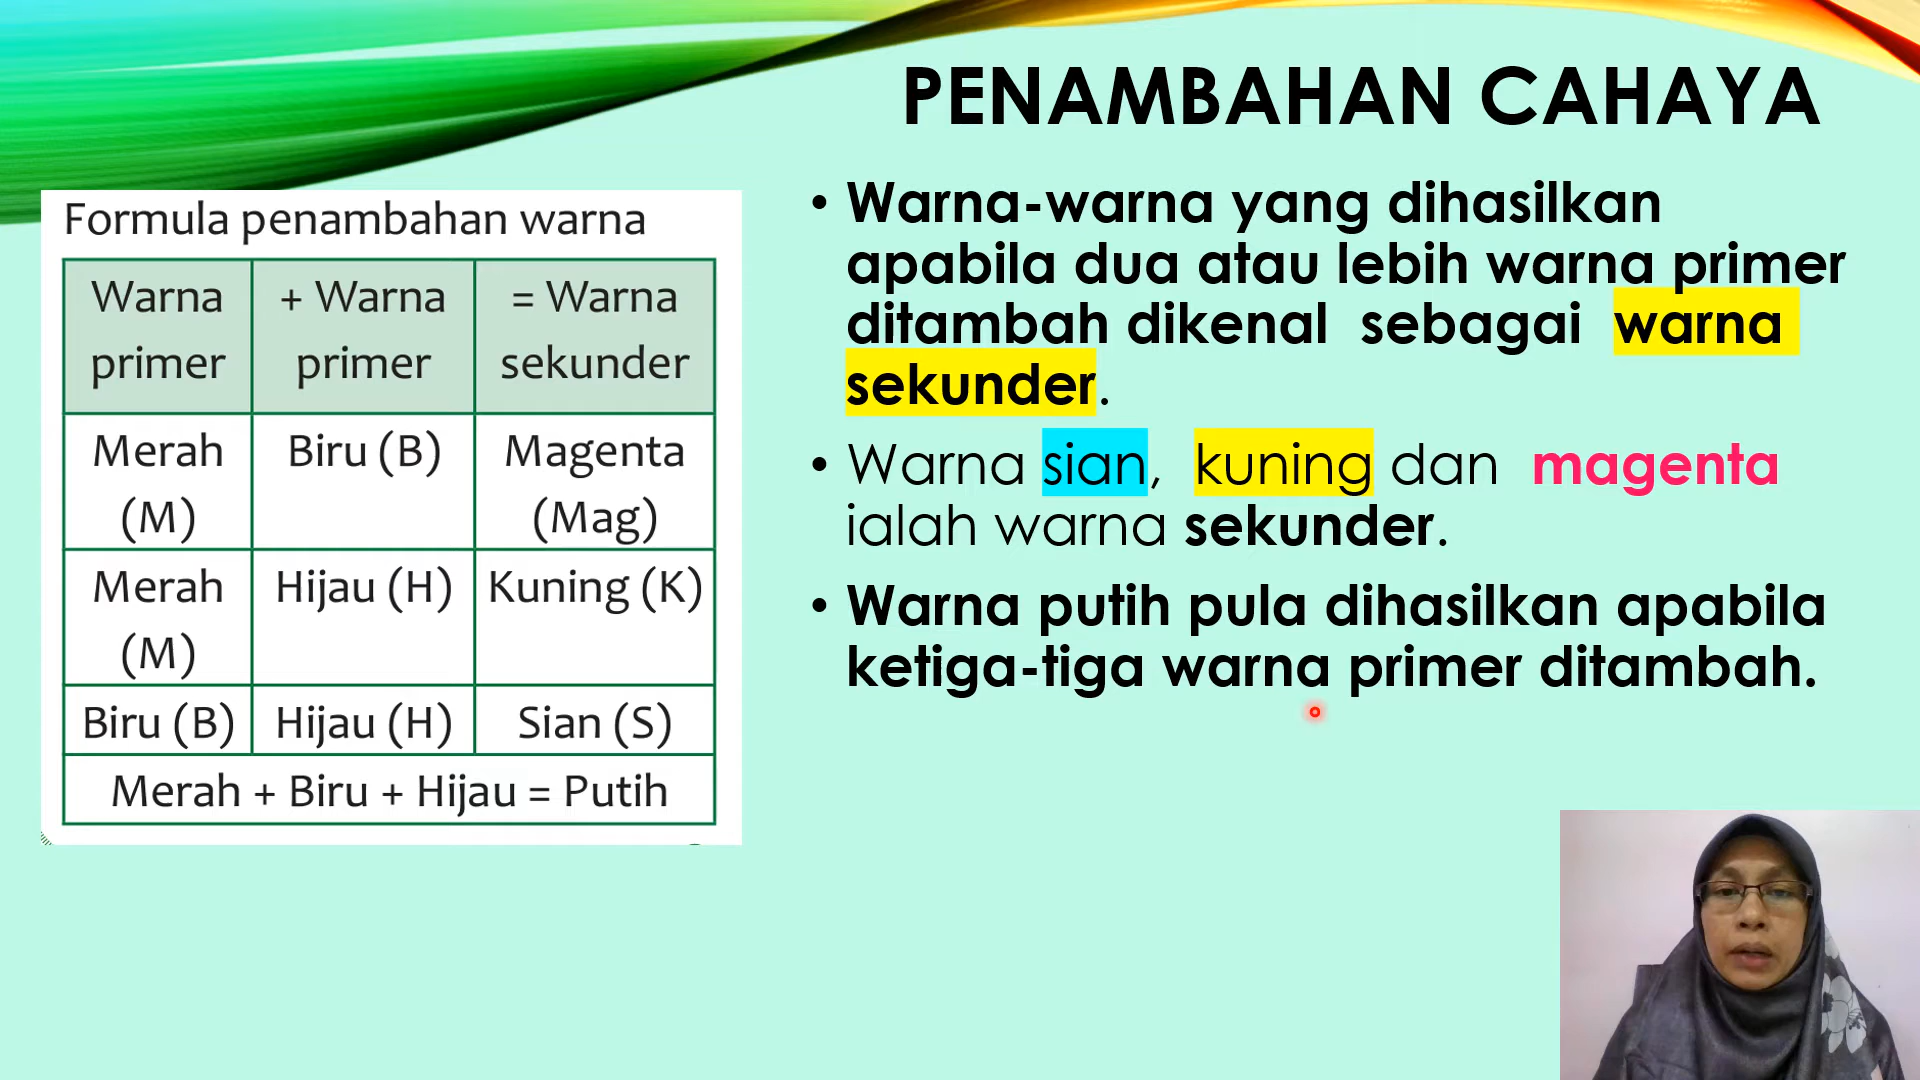 PENAMBAHAN CAHAYA
Formula penambahan warna
Warna primer + Warna primer = Warna sekunder
Merah (M) Biru (B) Magenta (Mag)
Merah (M) Hijau (H) Kuning (K)
Biru (B) Hijau (H) Sian (S)
Merah + Biru + Hijau = Putih
• Warna-warna yang dihasilkan
apabila dua atau lebih warna primer
ditambah dikenal sebagai warna
sekunder.
• Warna sian, kuning dan magenta
ialah warna sekunder.
• Warna putih pula dihasilkan apabila
ketiga-tiga warna primer ditambah.